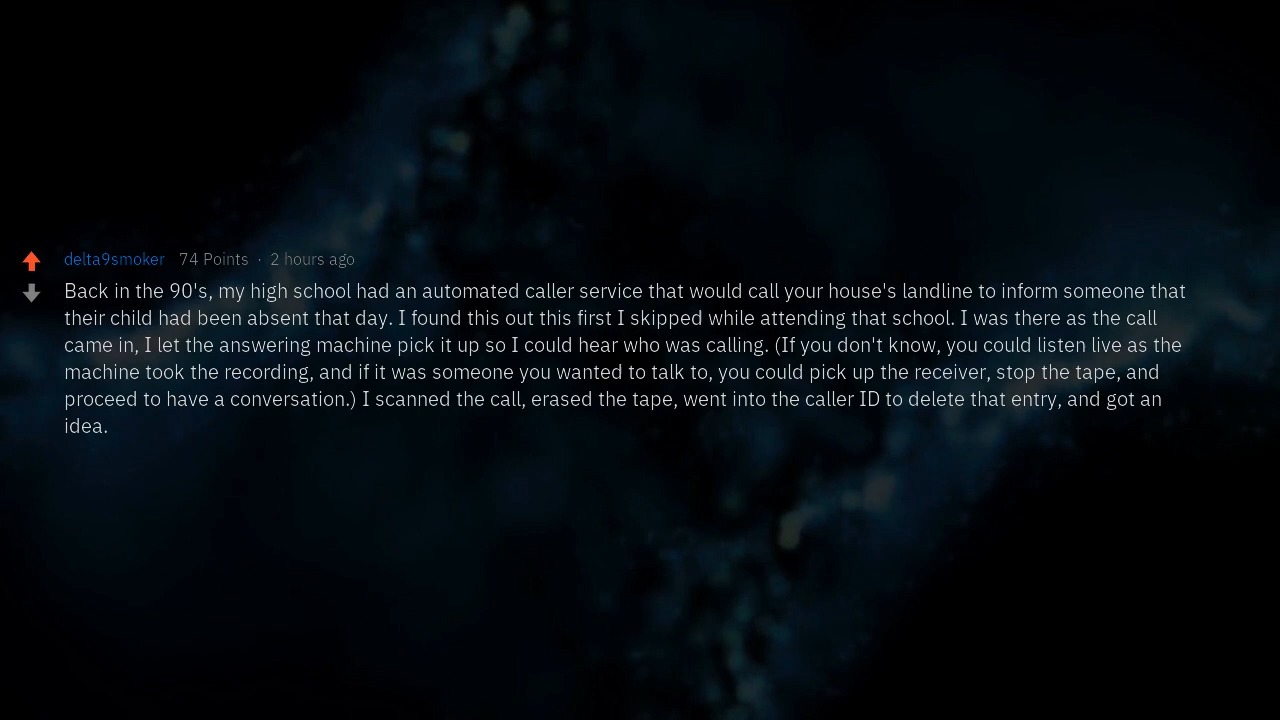 delta9smoker 74 Points · 2 hours ago
Back in the 90's, my high school had an automated caller service that would call your house's landline to inform someone that
their child had been absent that day. I found this out this first I skipped while attending that school. I was there as the call
came in, I let the answering machine pick it up so I could hear who was calling. (If you don't know, you could listen live as the
machine took the recording, and if it was someone you wanted to talk to, you could pick up the receiver, stop the tape, and
proceed to have a conversation.) I scanned the call, erased the tape, went into the caller ID to delete that entry, and got an
idea.